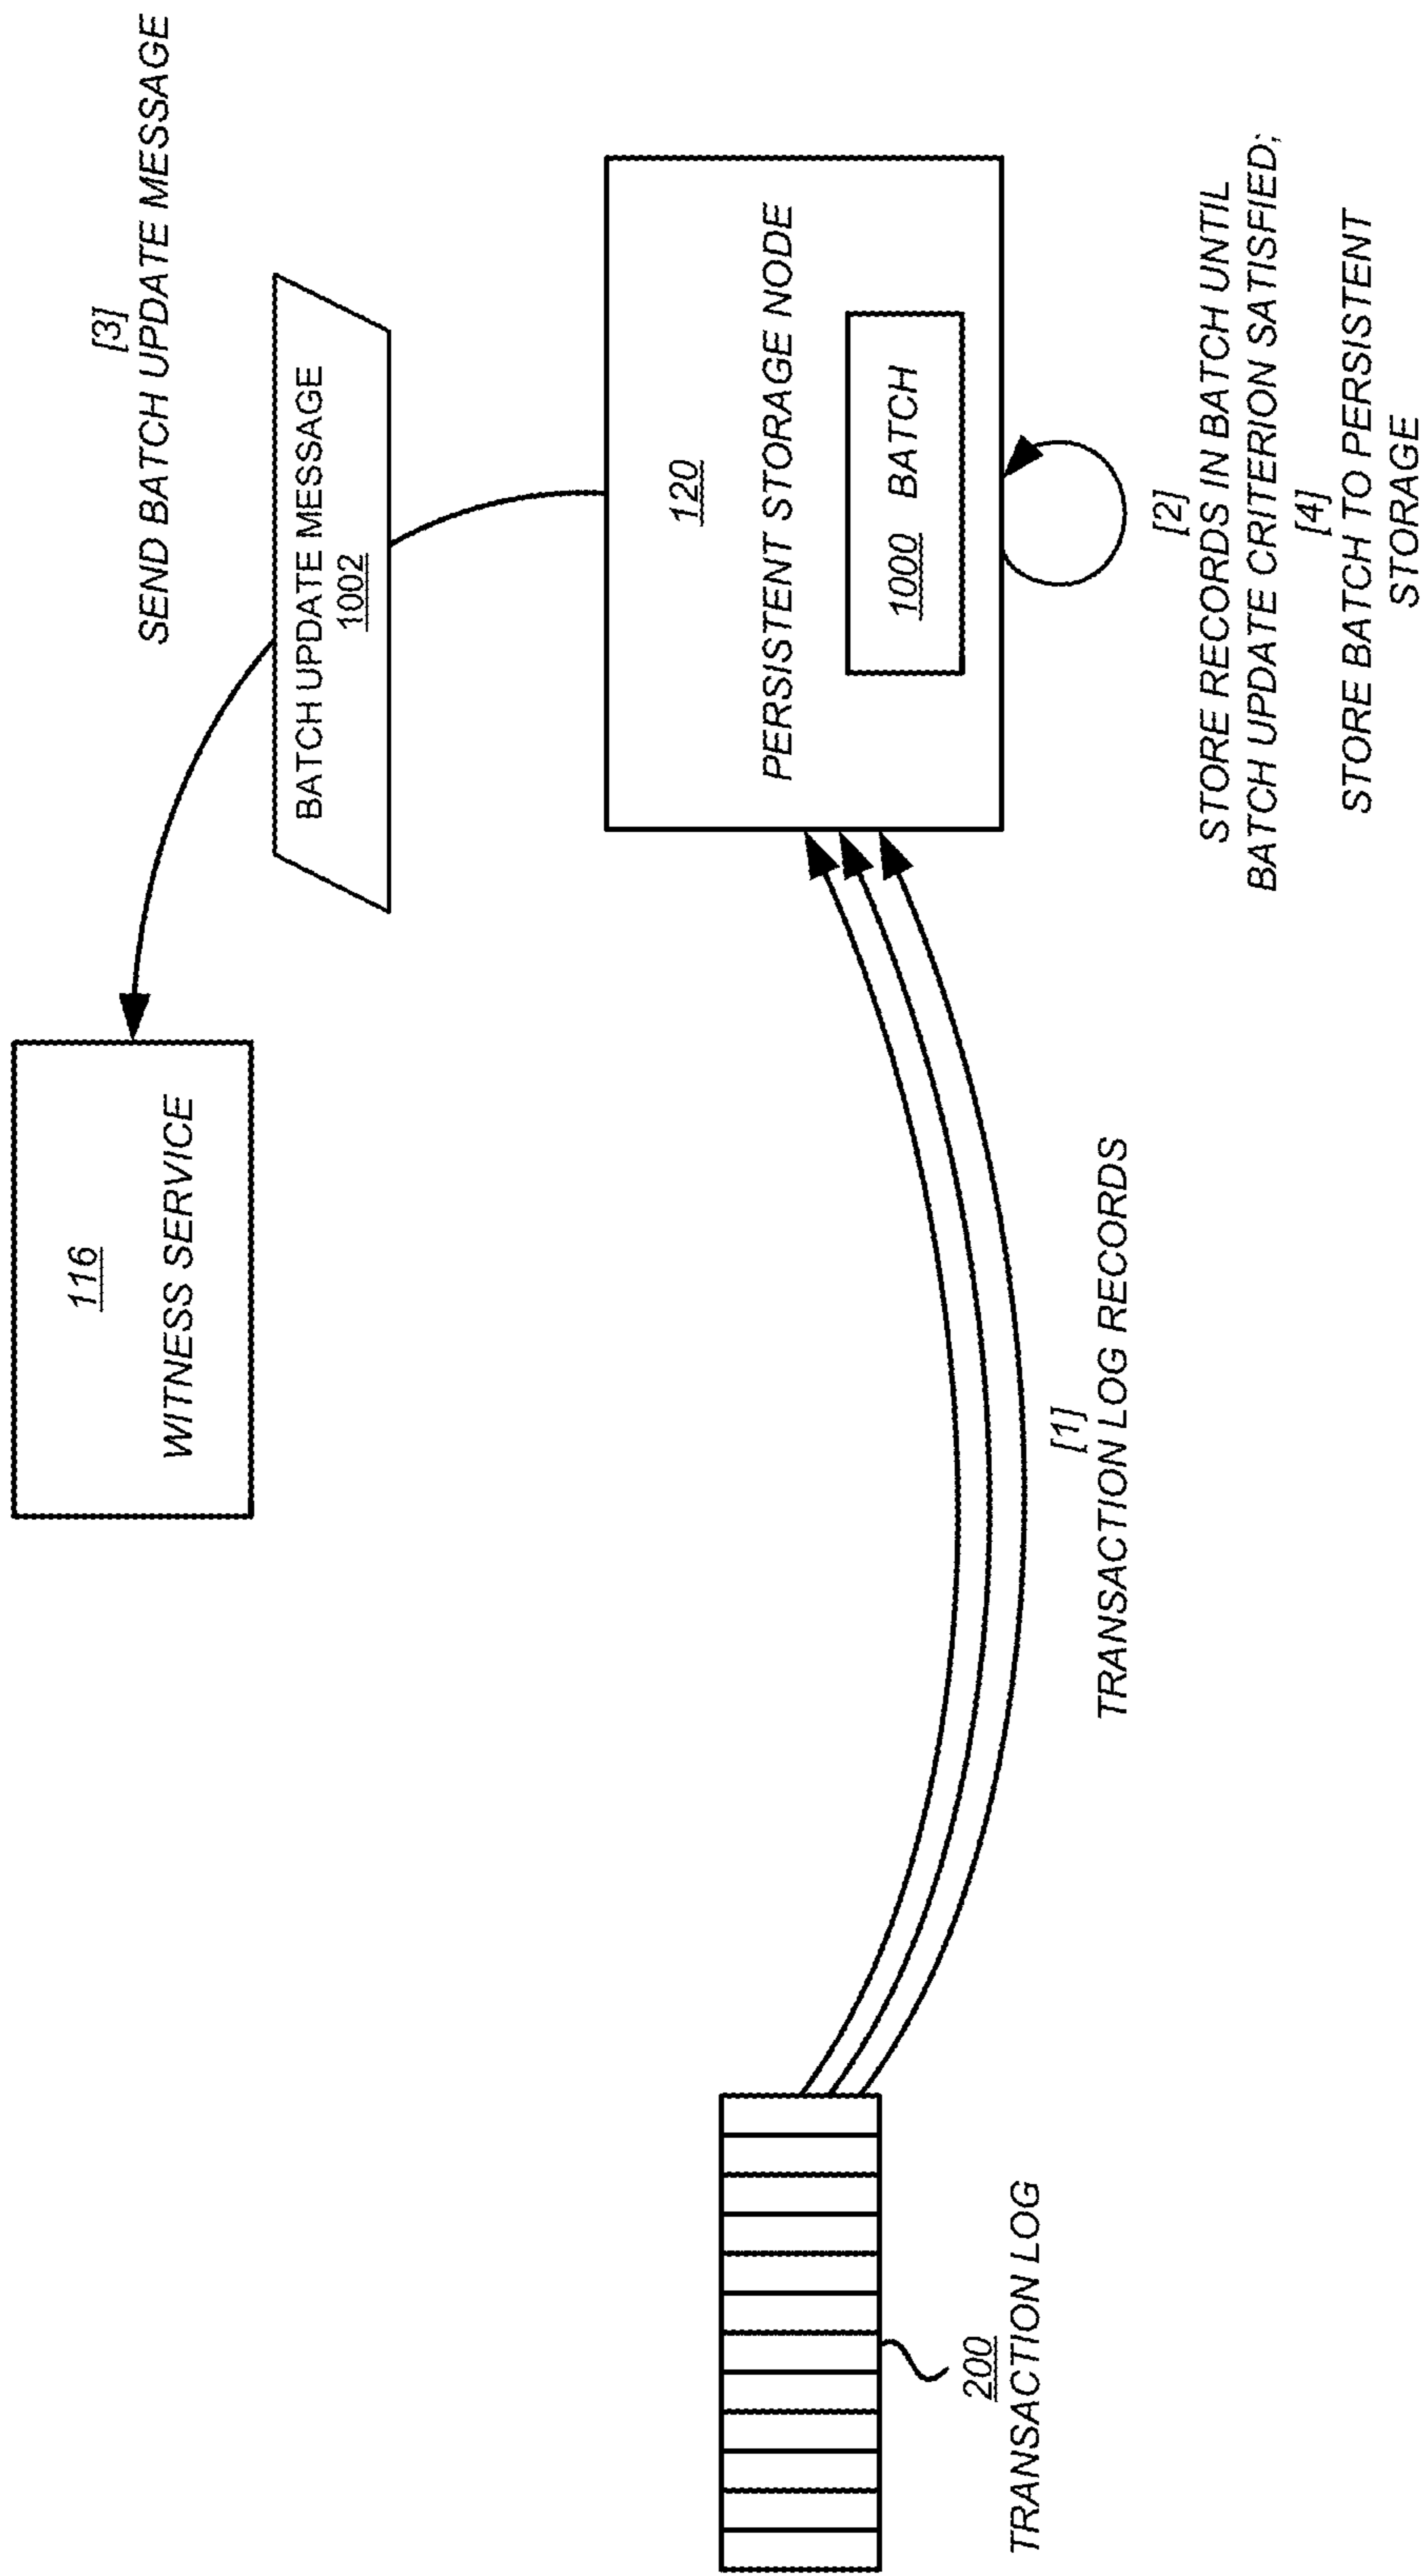 116
WITNESS SERVICE
[3]
SEND BATCH UPDATE MESSAGE
BATCH UPDATE MESSAGE
1002
120
PERSISTENT STORAGE NODE
1000 BATCH
200
TRANSACTION LOG
[1]
TRANSACTION LOG RECORDS
[2]
STORE RECORDS IN BATCH UNTIL
BATCH UPDATE CRITERION SATISFIED;
[4]
STORE BATCH TO PERSISTENT
STORAGE